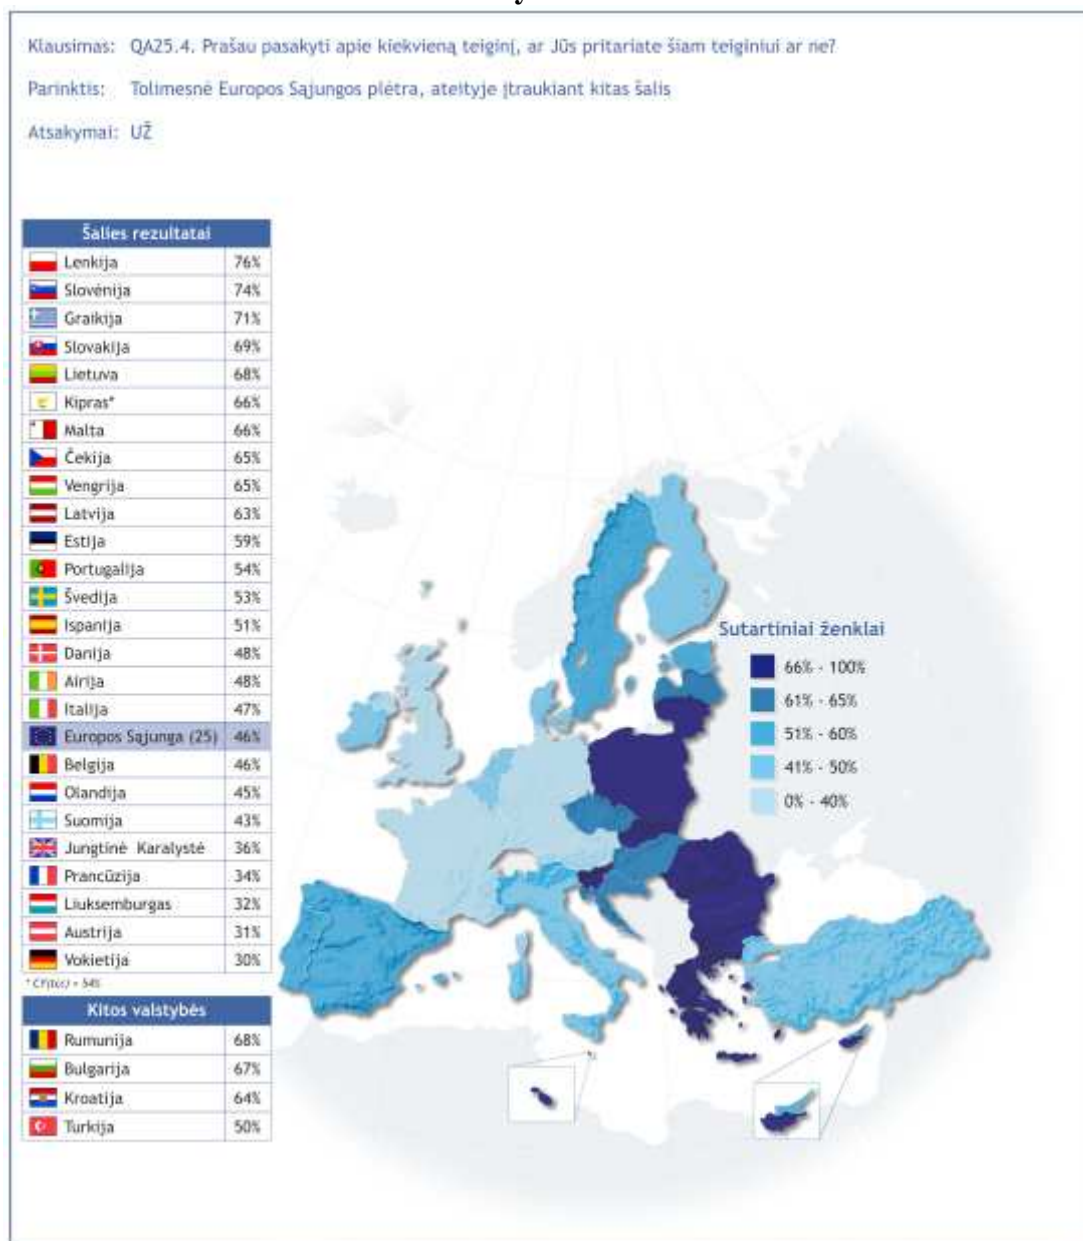 Klausimas: QA25.4. Prašau pasakyti apie kiekvieną teiginį, ar Jūs pritariate šiam teiginiui ar ne?
Parinktis: Tolimesnė Europos Sąjungos plėtra, ateityje įtraukiant kitas šalis
Atsakymai: UŽ
Šalies rezultatai
Lenkija 76%
Slovėnija 74%
Graikija 71%
Slovakija 69%
Lietuva 68%
Kipras* 66%
Malta 66%
Čekija 65%
Vengrija 65%
Latvija 63%
Estija 59%
Portugalija 54%
Švedija 53%
Ispanija 51%
Danija 48%
Airija 48%
Italija 47%
Europos Sąjunga (25) 46%
Belgija 46%
Olandija 45%
Suomija 43%
Jungtinė Karalystė 36%
Prancūzija 34%
Liuksemburgas 32%
Austrija 31%
Vokietija 30%
* CY(tcc) = 54%
Kitos valstybės
Rumunija 68%
Bulgarija 67%
Kroatija 64%
Turkija 50%
Sutartiniai ženklai
66% - 100%
61% - 65%
51% - 60%
41% - 50%
0% - 40%